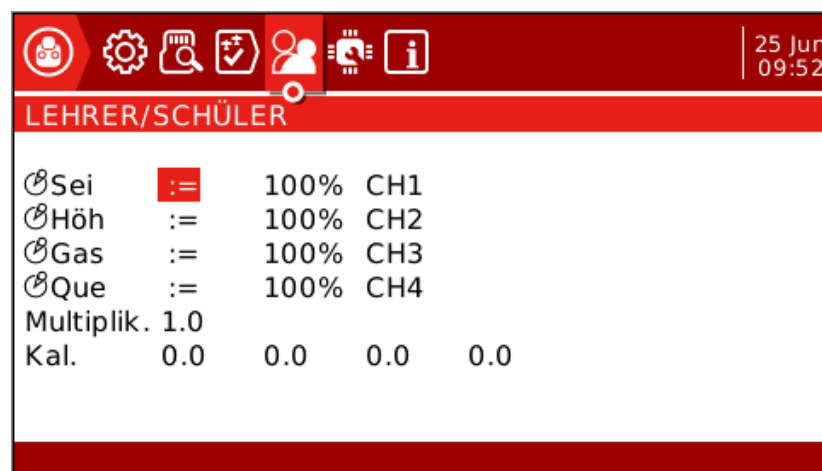 25 Jun
09:52
LEHRER/SCHÜLER
Sei := 100% CH1
Höh := 100% CH2
Gas := 100% CH3
Que := 100% CH4
Multiplik. 1.0
Kal. 0.0 0.0 0.0 0.0